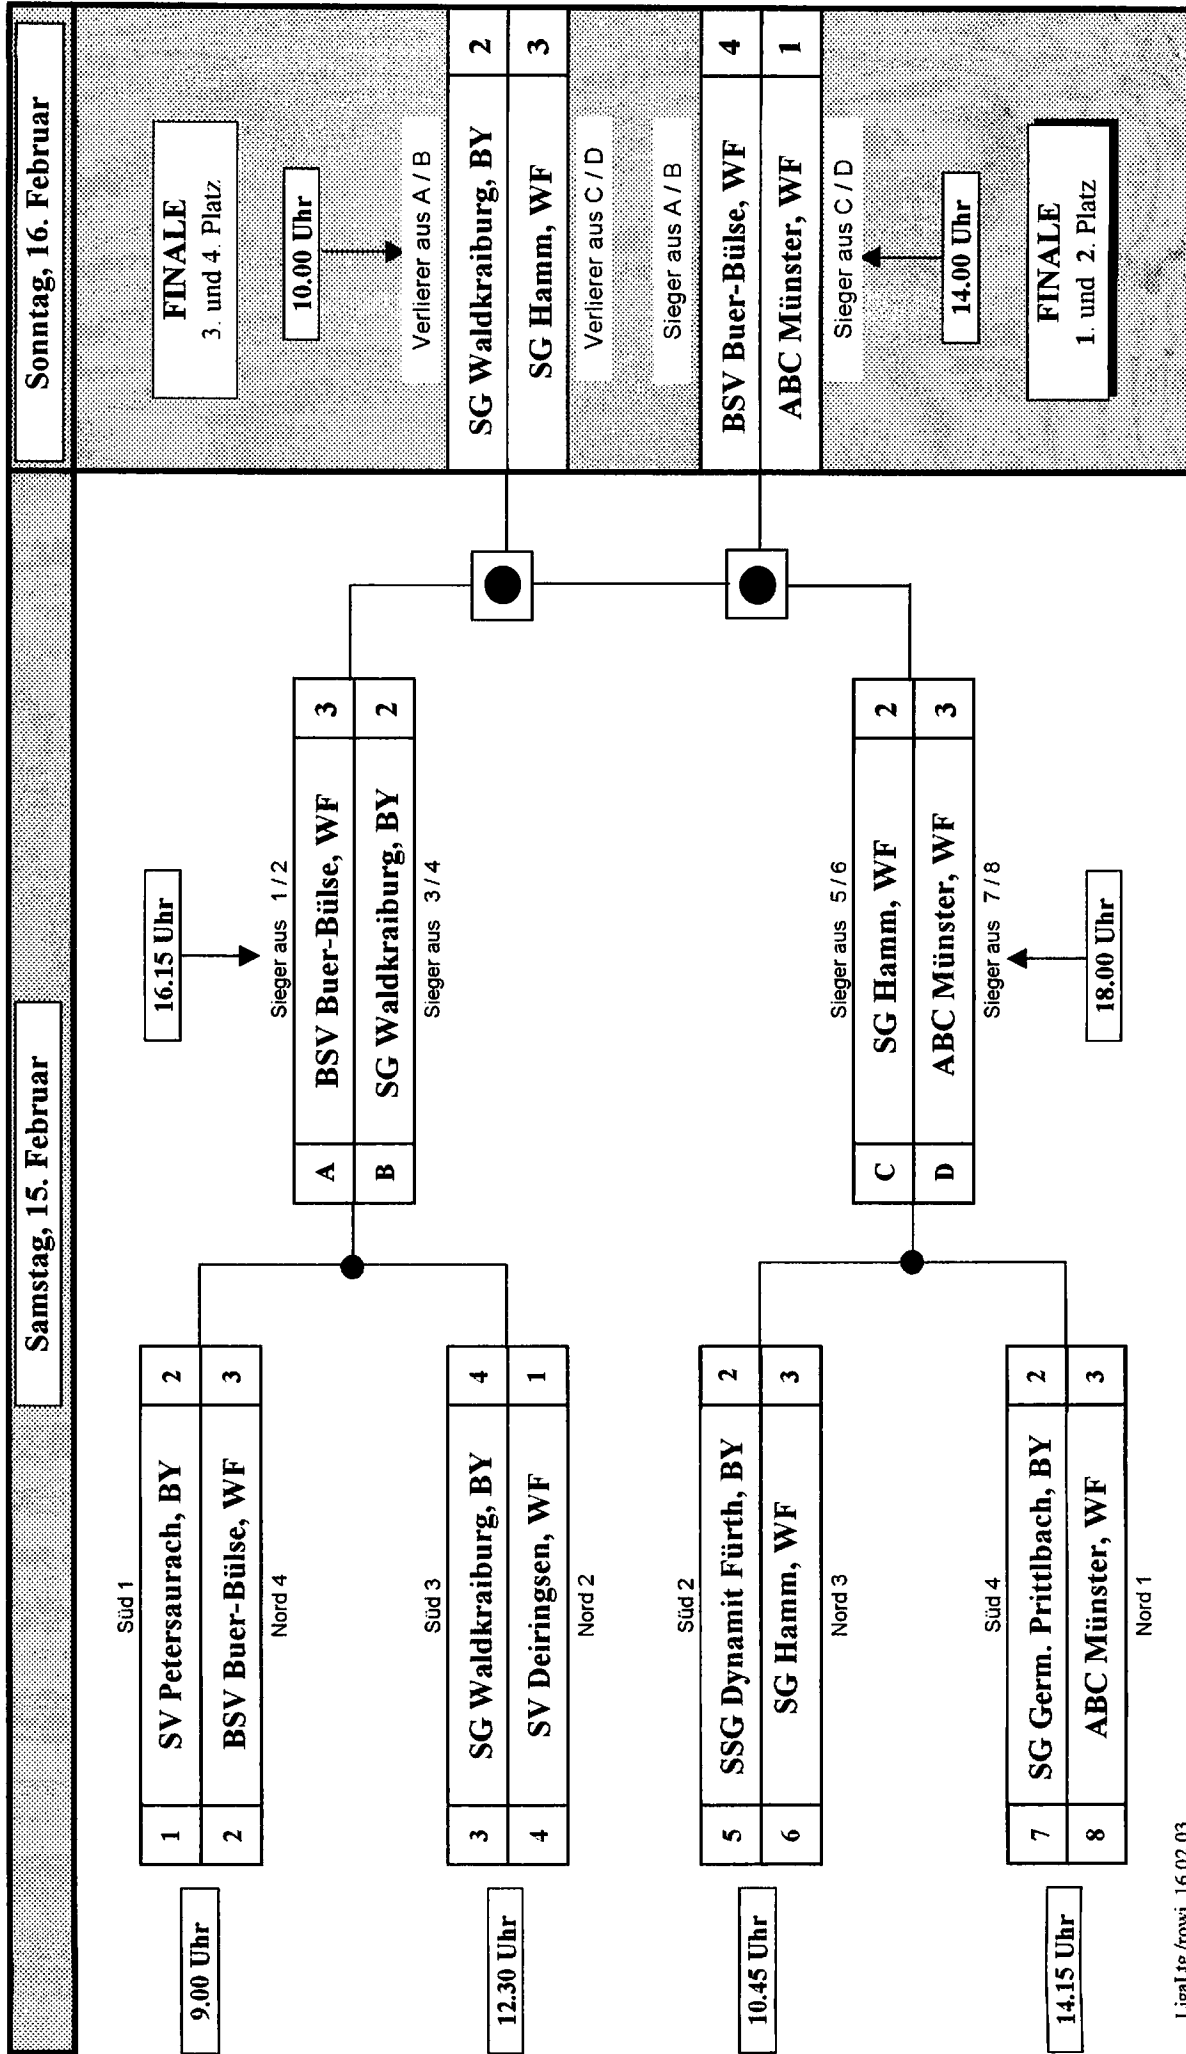 Samstag, 15. Februar
Sonntag, 16. Februar
9.00 Uhr
Süd 1
1 SV Petersaurach, BY 2
2 BSV Buer-Bülse, WF 3
Nord 4
12.30 Uhr
Süd 3
3 SG Waldkraiburg, BY 4
4 SV Deiringsen, WF 1
Nord 2
10.45 Uhr
Süd 2
5 SSG Dynamit Fürth, BY 2
6 SG Hamm, WF 3
Nord 3
14.15 Uhr
Süd 4
7 SG Germ. Prittlbach, BY 2
8 ABC Münster, WF 3
Nord 1
16.15 Uhr
Sieger aus 1 / 2
A BSV Buer-Bülse, WF 3
B SG Waldkraiburg, BY 2
Sieger aus 3 / 4
Sieger aus 5 / 6
C SG Hamm, WF 2
D ABC Münster, WF 3
Sieger aus 7 / 8
18.00 Uhr
FINALE
3. und 4. Platz
10.00 Uhr
Verlierer aus A / B
SG Waldkraiburg, BY 2
SG Hamm, WF 3
Verlierer aus C / D
Sieger aus A / B
BSV Buer-Bülse, WF 4
ABC Münster, WF 1
Sieger aus C / D
14.00 Uhr
FINALE
1. und 2. Platz
16.02.03